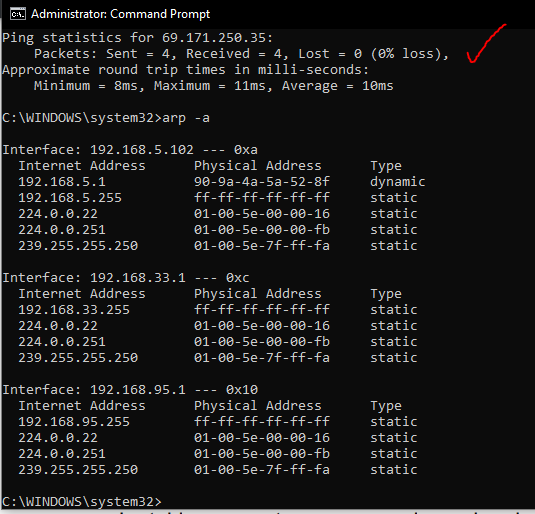 Administrator: Command Prompt
Ping statistics for 69.171.250.35:
    Packets: Sent = 4, Received = 4, Lost = 0 (0% loss),
Approximate round trip times in milli-seconds:
    Minimum = 8ms, Maximum = 11ms, Average = 10ms
C:\WINDOWS\system32>arp -a
Interface: 192.168.5.102 --- 0xa
  Internet Address      Physical Address      Type
  192.168.5.1           90-9a-4a-5a-52-8f     dynamic
  192.168.5.255         ff-ff-ff-ff-ff-ff     static
  224.0.0.22            01-00-5e-00-00-16     static
  224.0.0.251           01-00-5e-00-00-fb     static
  239.255.255.250       01-00-5e-7f-ff-fa     static
Interface: 192.168.33.1 --- 0xc
  Internet Address      Physical Address      Type
  192.168.33.255        ff-ff-ff-ff-ff-ff     static
  224.0.0.22            01-00-5e-00-00-16     static
  224.0.0.251           01-00-5e-00-00-fb     static
  239.255.255.250       01-00-5e-7f-ff-fa     static
Interface: 192.168.95.1 --- 0x10
  Internet Address      Physical Address      Type
  192.168.95.255        ff-ff-ff-ff-ff-ff     static
  224.0.0.22            01-00-5e-00-00-16     static
  224.0.0.251           01-00-5e-00-00-fb     static
  239.255.255.250       01-00-5e-7f-ff-fa     static
C:\WINDOWS\system32>